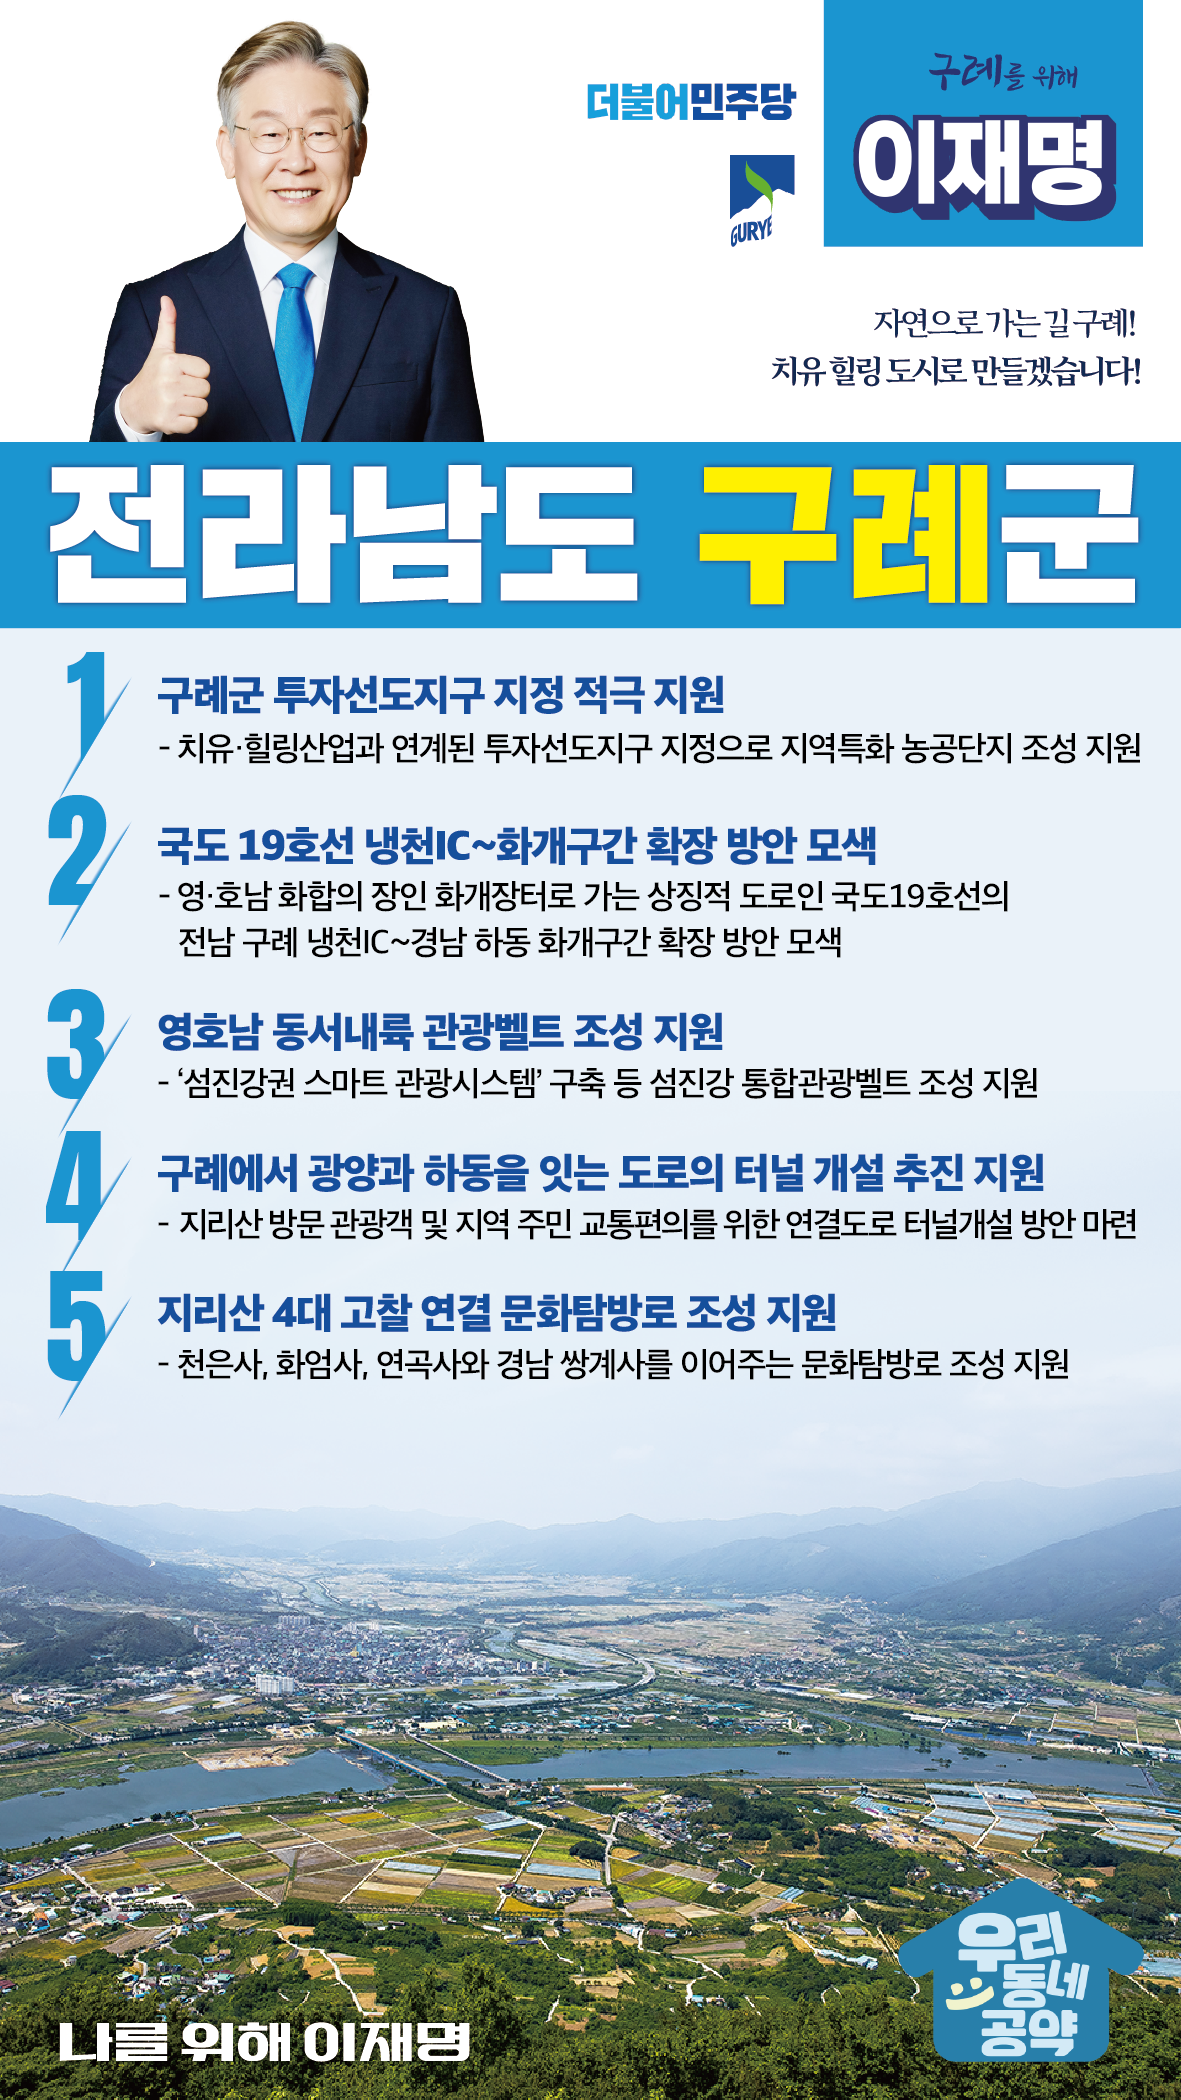 더불어민주당
GURYE
구례를 위해
이재명
자연으로 가는 길 구례!
치유 힐링 도시로 만들겠습니다!
전라남도 구례군
1
구례군 투자선도지구 지정 적극 지원
- 치유·힐링산업과 연계된 투자선도지구 지정으로 지역특화 농공단지 조성 지원
2
국도 19호선 냉천IC~화개구간 확장 방안 모색
- 영·호남 화합의 장인 화개장터로 가는 상징적 도로인 국도19호선의
전남 구례 냉천IC~경남 하동 화개구간 확장 방안 모색
3
영호남 동서내륙 관광벨트 조성 지원
- ‘섬진강권 스마트 관광시스템’ 구축 등 섬진강 통합관광벨트 조성 지원
4
구례에서 광양과 하동을 잇는 도로의 터널 개설 추진 지원
- 지리산 방문 관광객 및 지역 주민 교통편의를 위한 연결도로 터널개설 방안 마련
5
지리산 4대 고찰 연결 문화탐방로 조성 지원
- 천은사, 화엄사, 연곡사와 경남 쌍계사를 이어주는 문화탐방로 조성 지원
우리
동네
공약
나를 위해 이재명